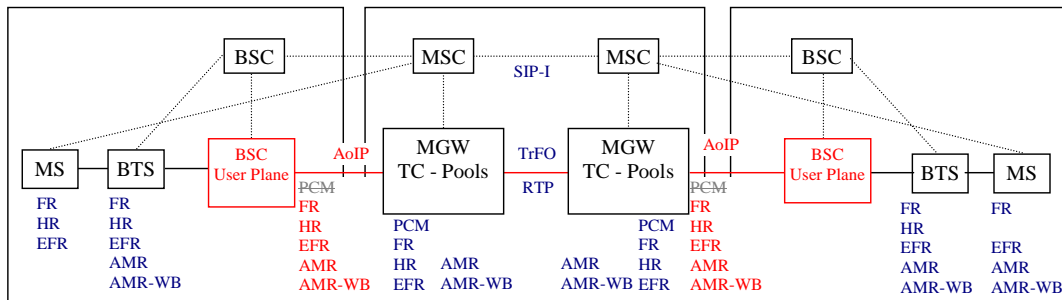 BSC
MSC
MSC
BSC
SIP-I
MS
BTS
BSC
User Plane
AoIP
MGW
TC - Pools
TrFO
RTP
MGW
TC - Pools
AoIP
BSC
User Plane
BTS
MS
FR
HR
EFR
FR
HR
EFR
AMR
AMR-WB
PCM
FR
HR
EFR
AMR
AMR-WB
PCM
FR
HR
EFR
AMR
AMR-WB
AMR
AMR-WB
PCM
FR
HR
EFR
PCM
FR
HR
EFR
AMR
AMR-WB
FR
HR
EFR
AMR
AMR-WB
FR
EFR
AMR
AMR-WB